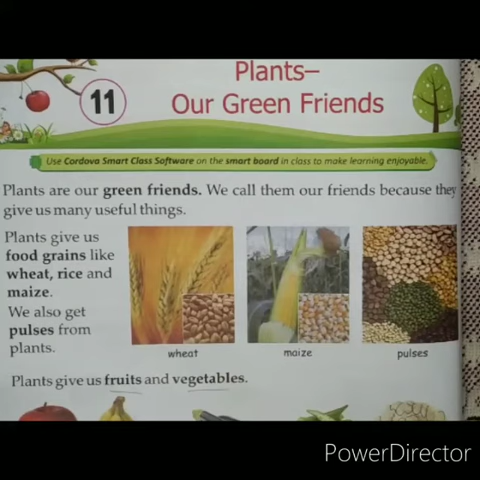 Plants–
11
Our Green Friends
Use Cordova Smart Class Software on the smart board in class to make learning enjoyable.
Plants are our green friends. We call them our friends because they
give us many useful things.
Plants give us
food grains like
wheat, rice and
maize.
We also get
pulses from
plants.
wheat
maize
pulses
Plants give us fruits and vegetables.
PowerDirector